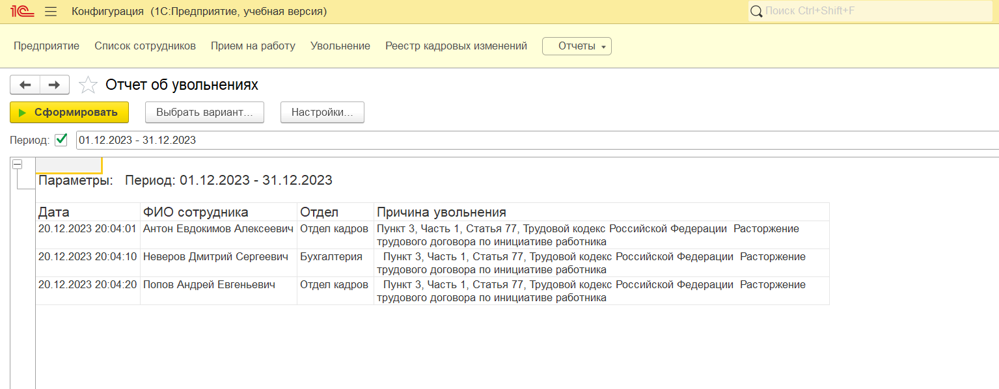 1С Конфигурация (1С:Предприятие, учебная версия) Поиск Ctrl+Shift+F
Предприятие Список сотрудников Прием на работу Увольнение Реестр кадровых изменений Отчеты
Отчет об увольнениях
Сформировать Выбрать вариант... Настройки...
Период: 01.12.2023 - 31.12.2023
Параметры: Период: 01.12.2023 - 31.12.2023
Дата ФИО сотрудника Отдел Причина увольнения
20.12.2023 20:04:01 Антон Евдокимов Алексеевич Отдел кадров Пункт 3, Часть 1, Статья 77, Трудовой кодекс Российской Федерации Расторжение
трудового договора по инициативе работника
20.12.2023 20:04:10 Неверов Дмитрий Сергеевич Бухгалтерия Пункт 3, Часть 1, Статья 77, Трудовой кодекс Российской Федерации Расторжение
трудового договора по инициативе работника
20.12.2023 20:04:20 Попов Андрей Евгеньевич Отдел кадров Пункт 3, Часть 1, Статья 77, Трудовой кодекс Российской Федерации Расторжение
трудового договора по инициативе работника